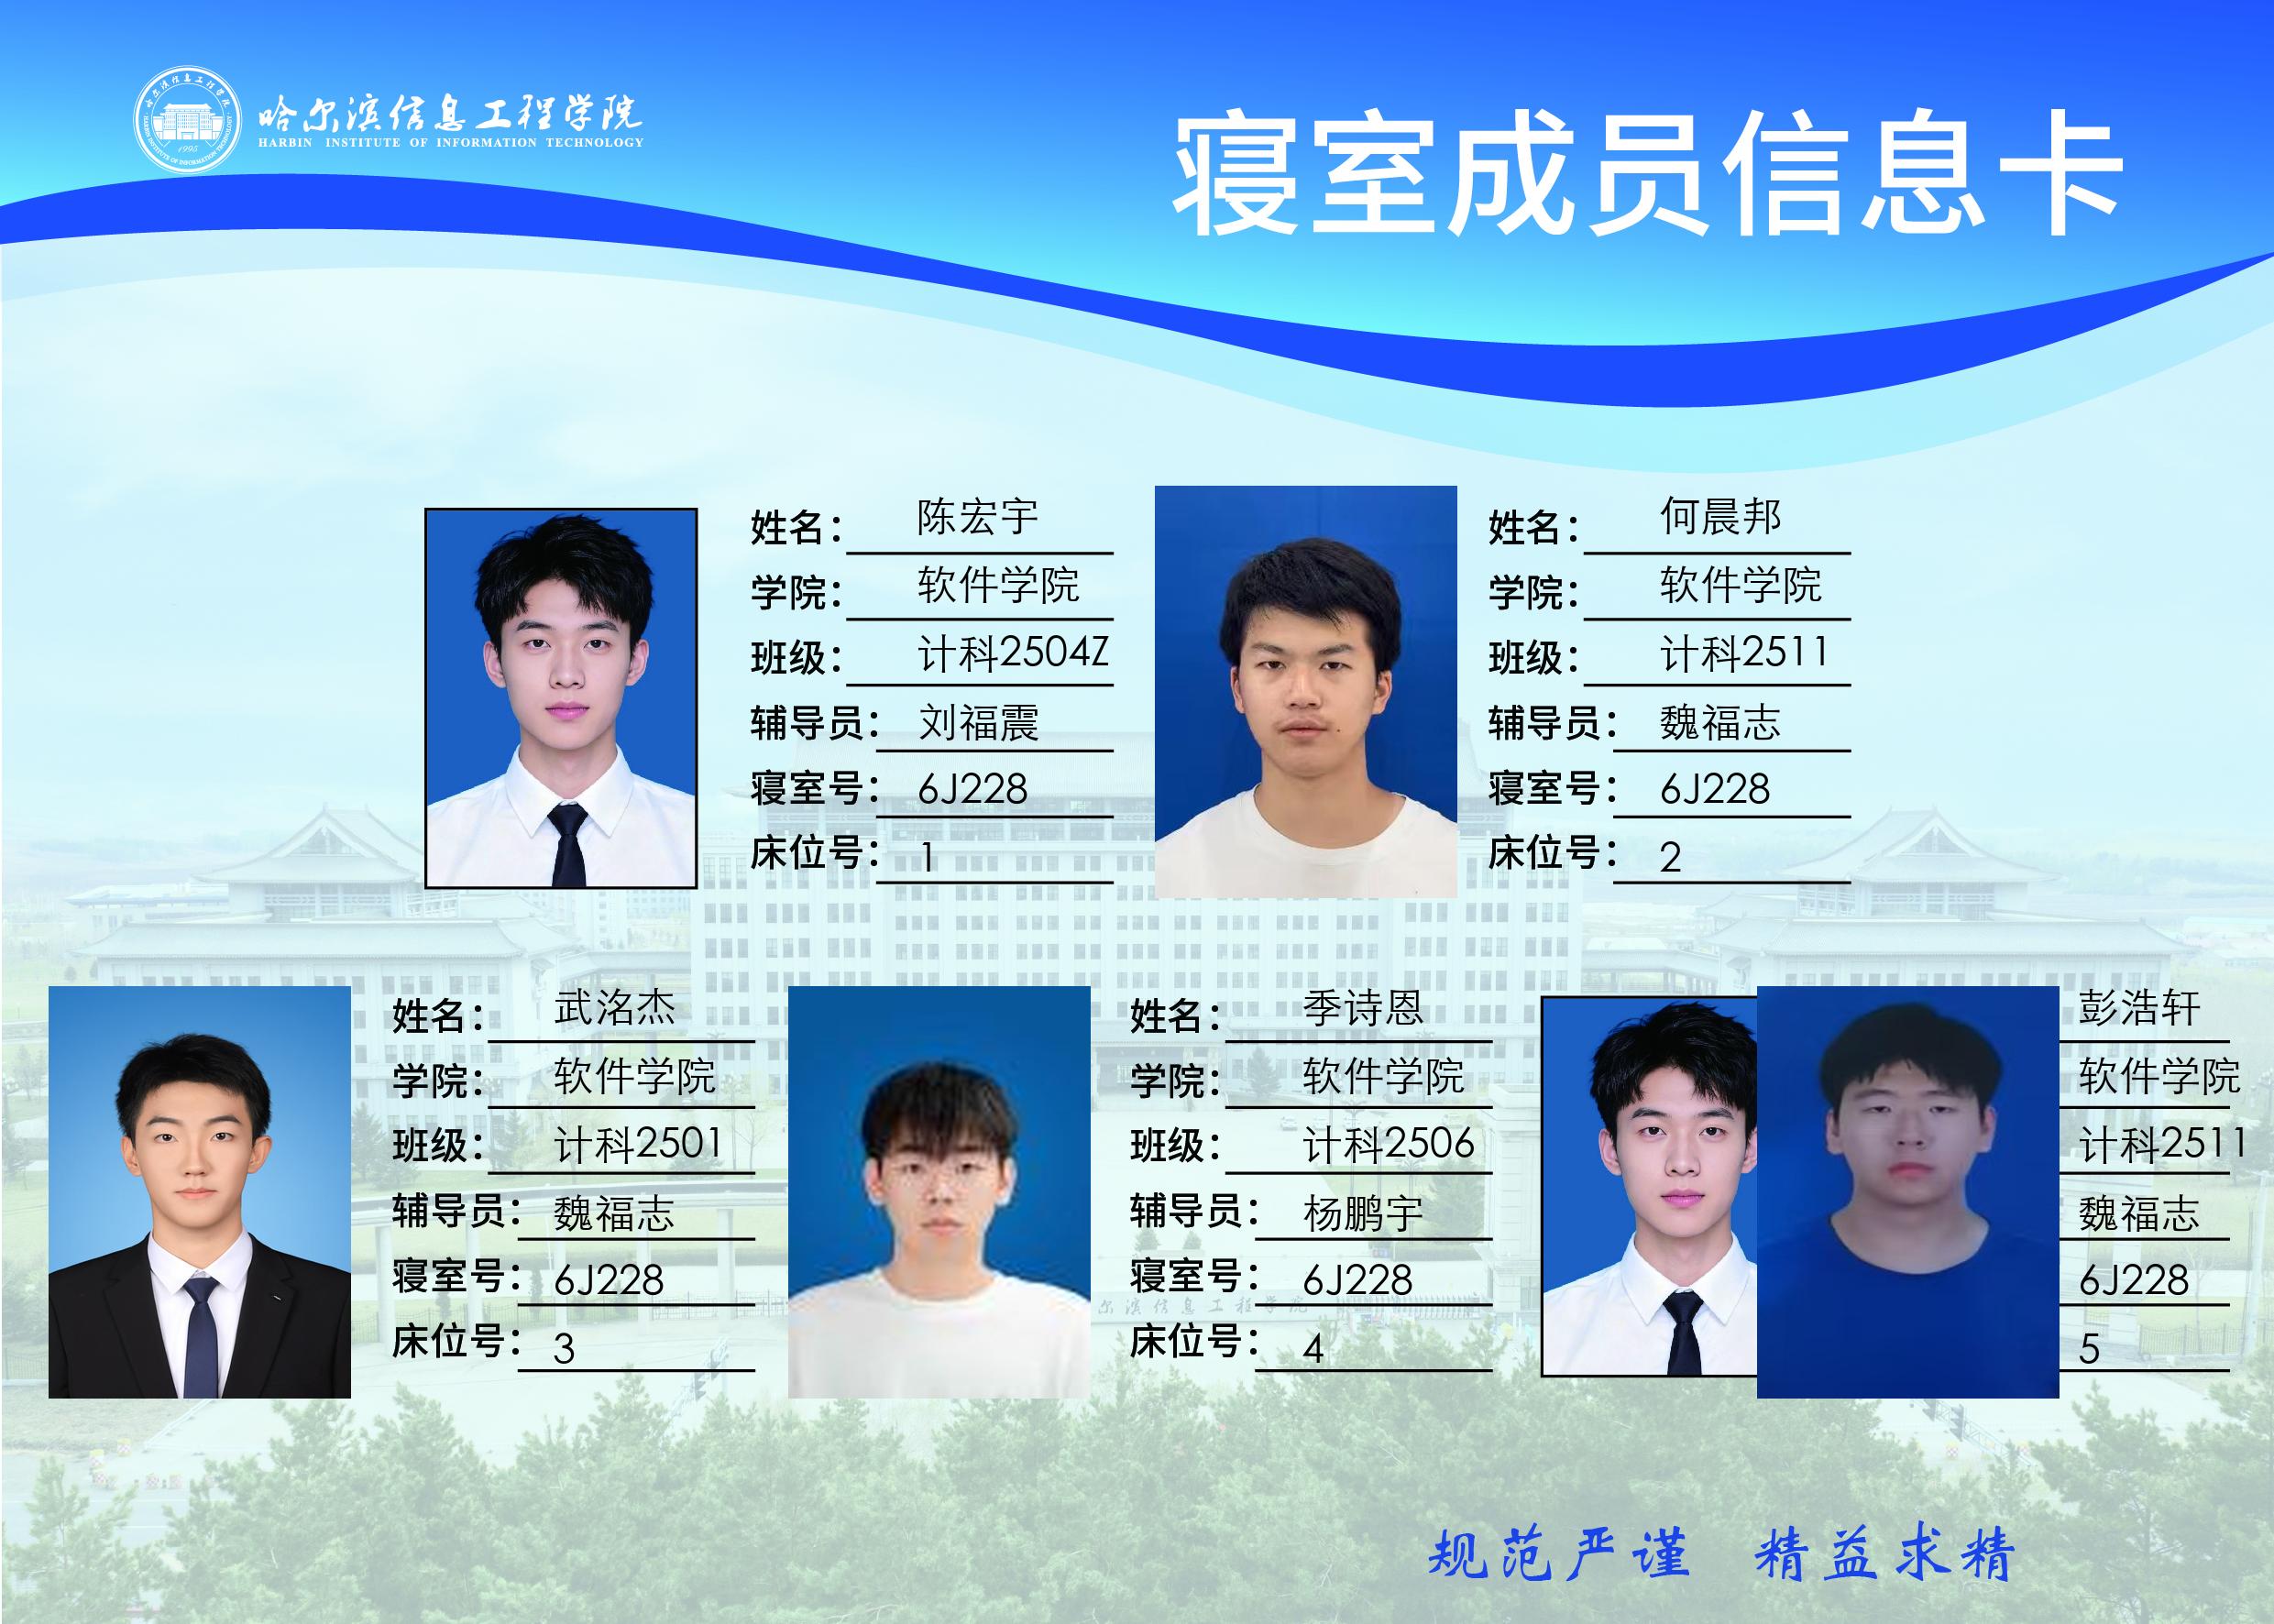 哈尔滨信息工程学院
HARBIN INSTITUTE OF INFORMATION TECHNOLOGY
1995
寝室成员信息卡
姓名：陈宏宇
学院：软件学院
班级：计科2504Z
辅导员：刘福震
寝室号：6J228
床位号：1
姓名：何晨邦
学院：软件学院
班级：计科2511
辅导员：魏福志
寝室号：6J228
床位号：2
姓名：武洺杰
学院：软件学院
班级：计科2501
辅导员：魏福志
寝室号：6J228
床位号：3
姓名：季诗恩
学院：软件学院
班级：计科2506
辅导员：杨鹏宇
寝室号：6J228
床位号：4
彭浩轩
软件学院
计科2511
魏福志
6J228
5
尔滨信息工程学院
规范严谨 精益求精